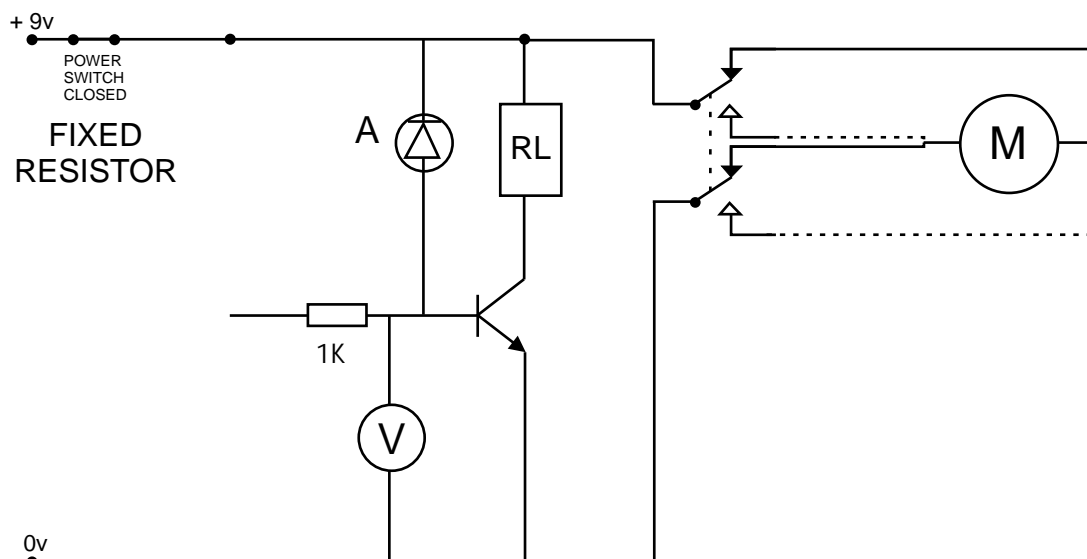 + 9v
POWER
SWITCH
CLOSED
FIXED
RESISTOR
A
RL
M
1K
V
0v